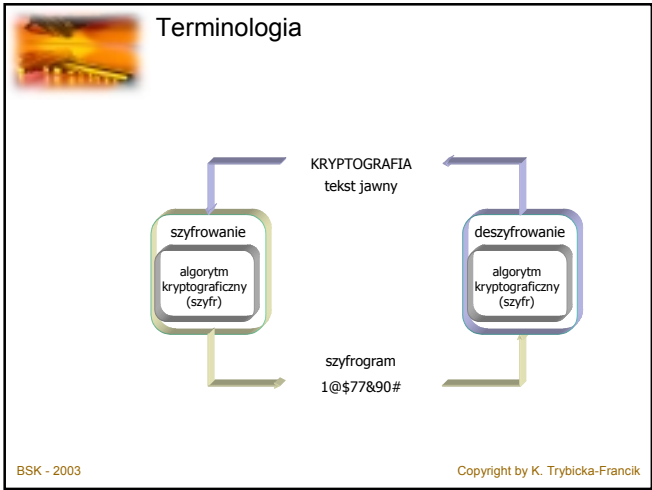 Terminologia
KRYPTOGRAFIA
tekst jawny
szyfrowanie
algorytm
kryptograficzny
(szyfr)
deszyfrowanie
algorytm
kryptograficzny
(szyfr)
szyfrogram
1@$77&90#
BSK - 2003
Copyright by K. Trybicka-Francik